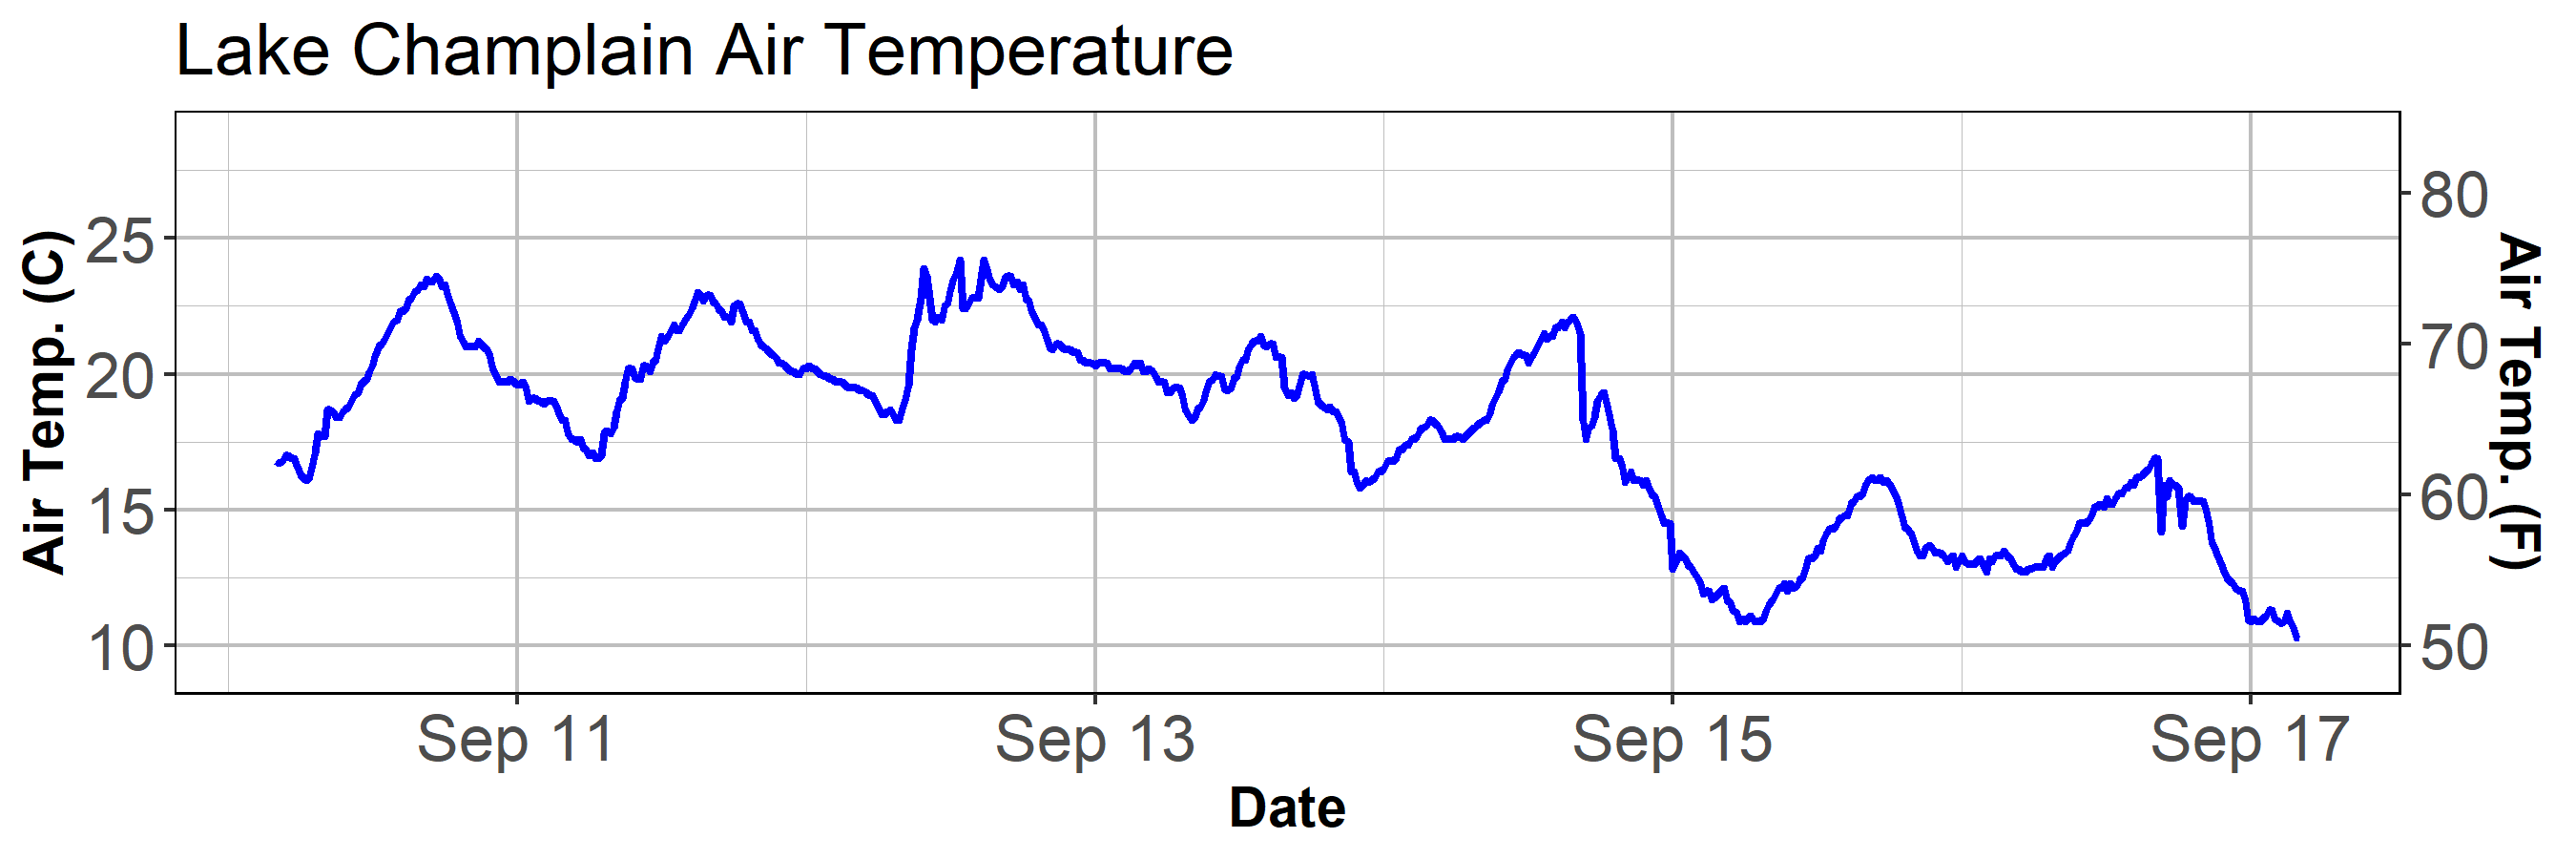 Lake Champlain Air Temperature
Air Temp. (C)
25
20
15
10
80
70
60
50
Air Temp. (F)
Sep 11
Sep 13
Sep 15
Sep 17
Date